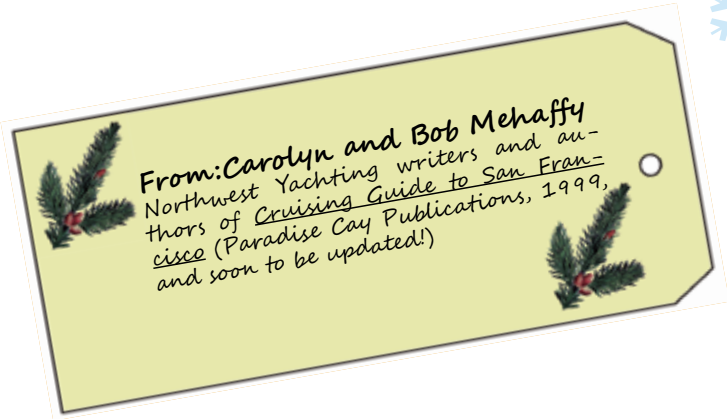 From:Carolyn and Bob Mehaffy
Northwest Yachting writers and au-
thors of Cruising Guide to San Fran-
cisco (Paradise Cay Publications, 1999,
and soon to be updated!)